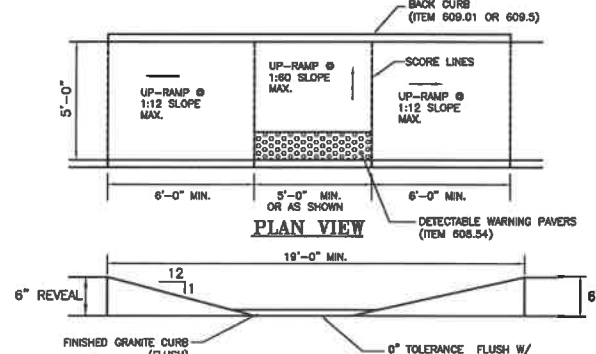 BACK CURB
(ITEM 609.01 OR 609.5)
UP-RAMP @
1:60 SLOPE
MAX.
SCORE LINES
UP-RAMP @
1:12 SLOPE
MAX.
UP-RAMP @
1:12 SLOPE
MAX.
5'-0"
6'-0" MIN.
5'-0" MIN.
OR AS SHOWN
6'-0" MIN.
PLAN VIEW
DETECTABLE WARNING PAVERS
(ITEM 608.54)
19'-0" MIN.
12
1
6" REVEAL
6
FINISHED GRANITE CURB
(FLUSH)
0" TOLERANCE FLUSH W/